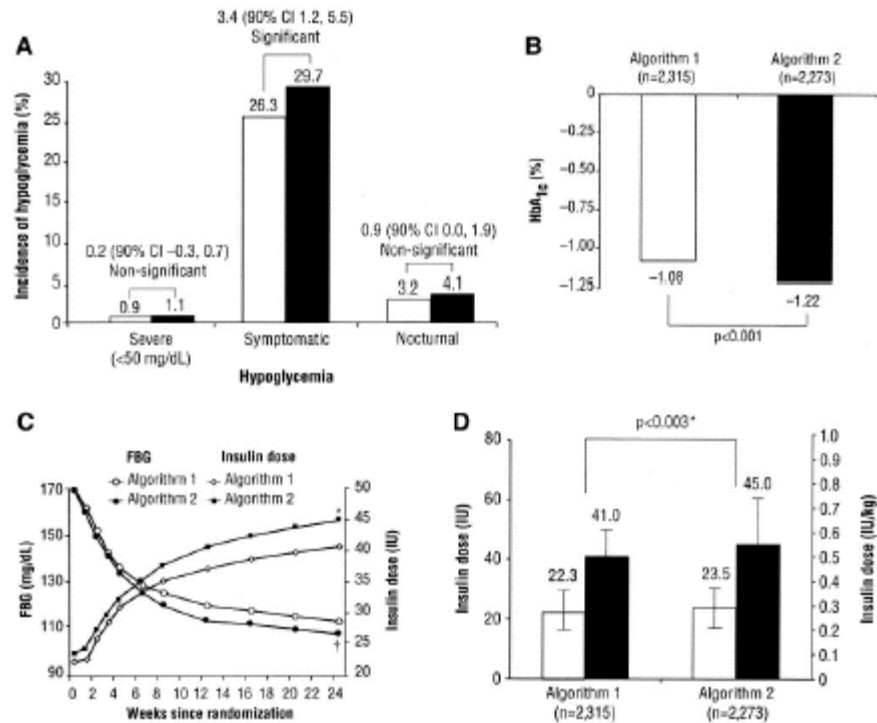 A
3.4 (90% CI 1.2, 5.5)
Significant
30
25
20
15
10
5
0
Incidence of hypoglycemia (%)
26.3
29.7
0.2 (90% CI –0.3, 0.7)
Non-significant
0.9
1.1
0.9 (90% CI 0.0, 1.9)
Non-significant
3.2
4.1
Severe
(<50 mg/dL)
Symptomatic
Nocturnal
Hypoglycemia
B
Algorithm 1
(n=2,315)
Algorithm 2
(n=2,273)
0
–0.25
–0.50
–0.75
–1.00
–1.25
HbA1c (%)
–1.08
–1.22
p<0.001
C
FBG
Insulin dose
Algorithm 1
Algorithm 1
Algorithm 2
Algorithm 2
170
150
130
110
90
FBG (mg/dL)
50
45
40
35
30
25
20
Insulin dose (IU)
*
†
0 2 4 6 8 10 12 14 16 18 20 22 24
Weeks since randomization
D
p<0.003*
80
60
40
20
0
Insulin dose (IU)
22.3
41.0
23.5
45.0
1.0
0.9
0.8
0.7
0.6
0.5
0.4
0.3
0.2
0.1
0
Insulin dose (IU/kg)
Algorithm 1
(n=2,315)
Algorithm 2
(n=2,273)